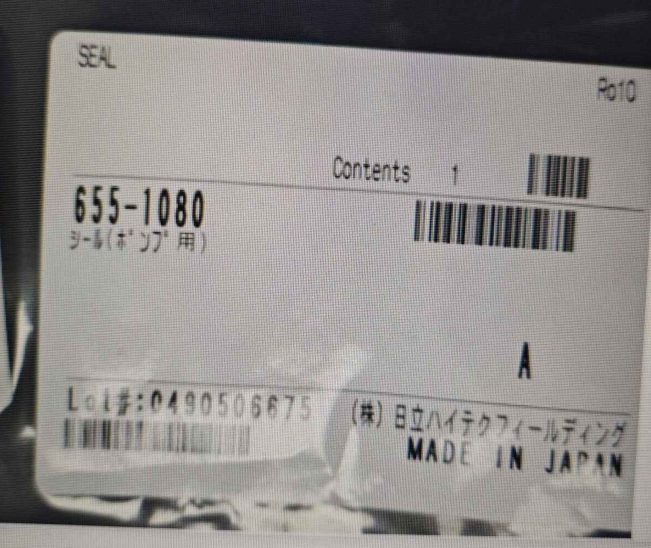 SEAL
Ro10
Contents 1
655-1080
シール(ポンプ用)
A
Lot#:0490506675
(株)日立ハイテクフィールディング
MADE IN JAPAN